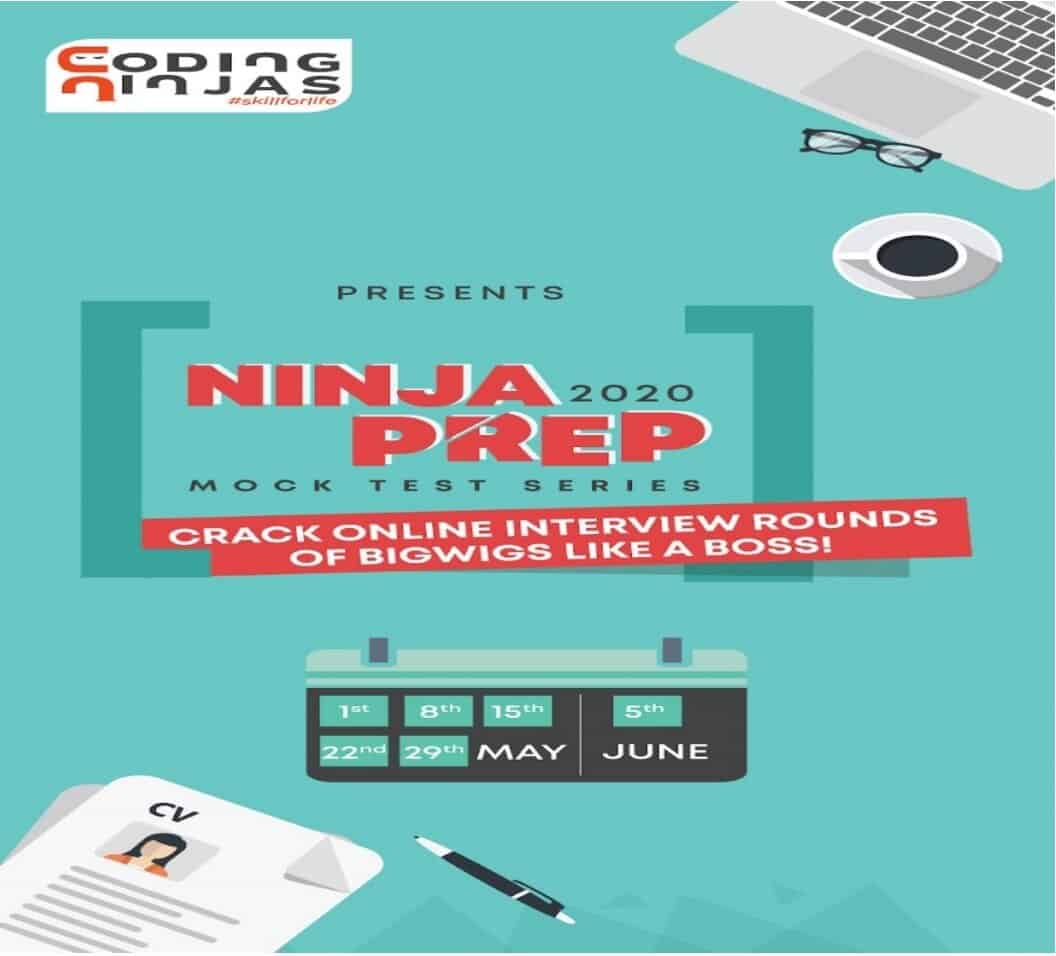 CODING
NINJAS
#skillforlife
PRESENTS
NINJA 2020
PREP
MOCK TEST SERIES
CRACK ONLINE INTERVIEW ROUNDS
OF BIGWIGS LIKE A BOSS!
1st 8th 15th 5th
22nd 29th MAY JUNE
CV